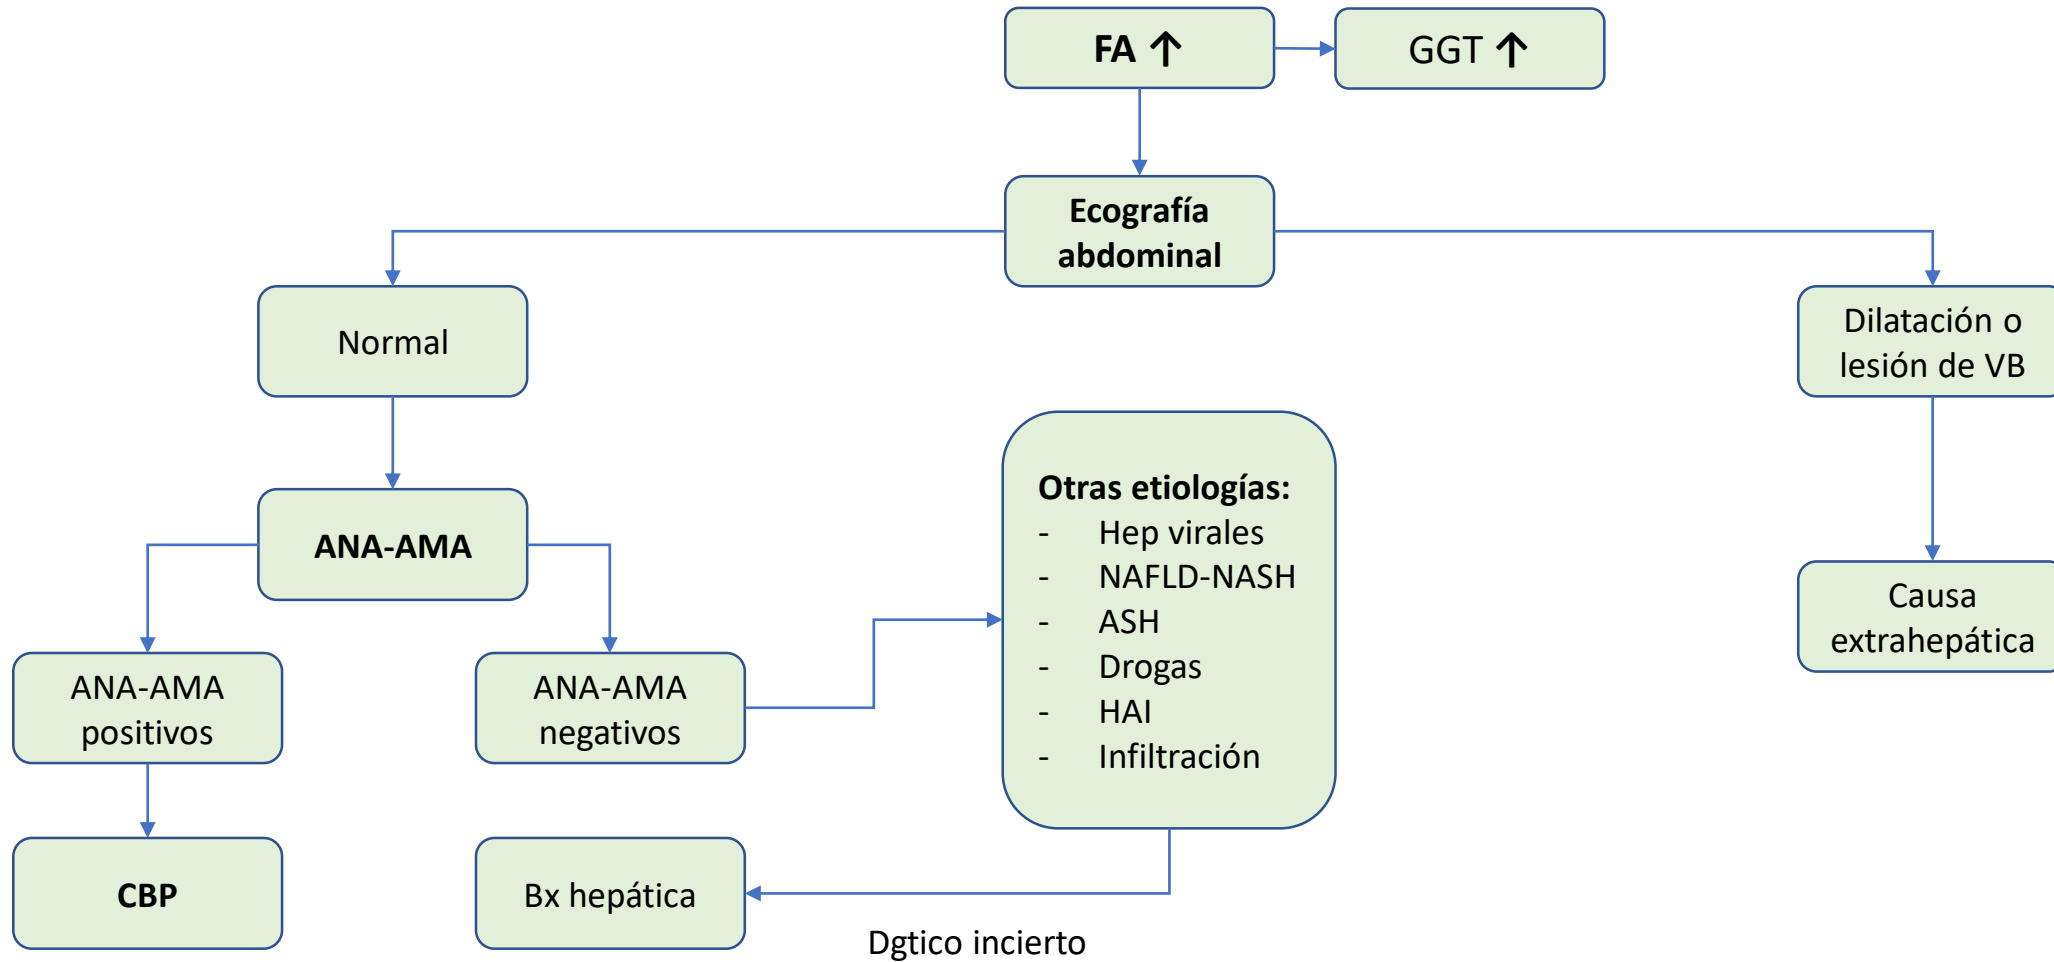 FA ↑
GGT ↑
Ecografía
abdominal
Normal
Dilatación o
lesión de VB
ANA-AMA
Otras etiologías:
- Hep virales
- NAFLD-NASH
- ASH
- Drogas
- HAI
- Infiltración
Causa
extrahepática
ANA-AMA
positivos
ANA-AMA
negativos
CBP
Bx hepática
Dgtico incierto